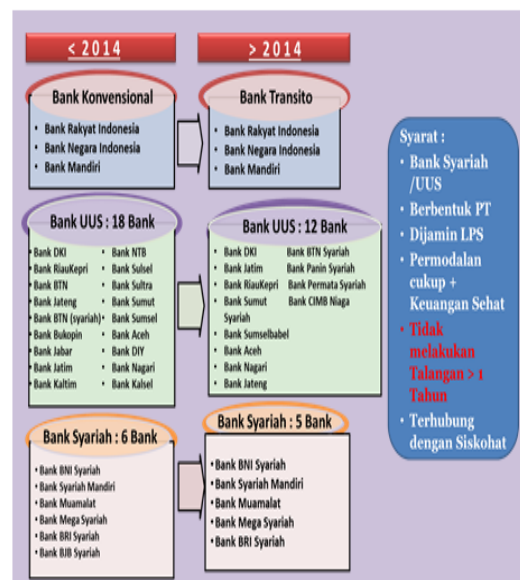 < 2014
> 2014
Bank Konvensional
• Bank Rakyat Indonesia
• Bank Negara Indonesia
• Bank Mandiri
Bank Transito
• Bank Rakyat Indonesia
• Bank Negara Indonesia
• Bank Mandiri
Bank UUS : 18 Bank
• Bank DKI
• Bank RiauKepri
• Bank BTN
• Bank Jateng
• Bank BTN (syariah)
• Bank Bukopin
• Bank Jabar
• Bank Jatim
• Bank Kaltim
• Bank NTB
• Bank Sulsel
• Bank Sultra
• Bank Sumut
• Bank Sumsel
• Bank Aceh
• Bank DIY
• Bank Nagari
• Bank Kalsel
Bank UUS : 12 Bank
• Bank DKI
• Bank Jatim
• Bank RiauKepri
• Bank Sumut
Syariah
• Bank Sumselbabel
• Bank Aceh
• Bank Nagari
• Bank Jateng
Bank BTN Syariah
Bank Panin Syariah
Bank Permata Syariah
Bank CIMB Niaga
Bank Syariah : 6 Bank
• Bank BNI Syariah
• Bank Syariah Mandiri
• Bank Muamalat
• Bank Mega Syariah
• Bank BRI Syariah
• Bank BJB Syariah
Bank Syariah : 5 Bank
• Bank BNI Syariah
• Bank Syariah Mandiri
• Bank Muamalat
• Bank Mega Syariah
• Bank BRI Syariah
Syarat :
• Bank Syariah
/UUS
• Berbentuk PT
• Dijamin LPS
• Permodalan
cukup +
Keuangan Sehat
• Tidak
melakukan
Talangan > 1
Tahun
• Terhubung
dengan Siskohat